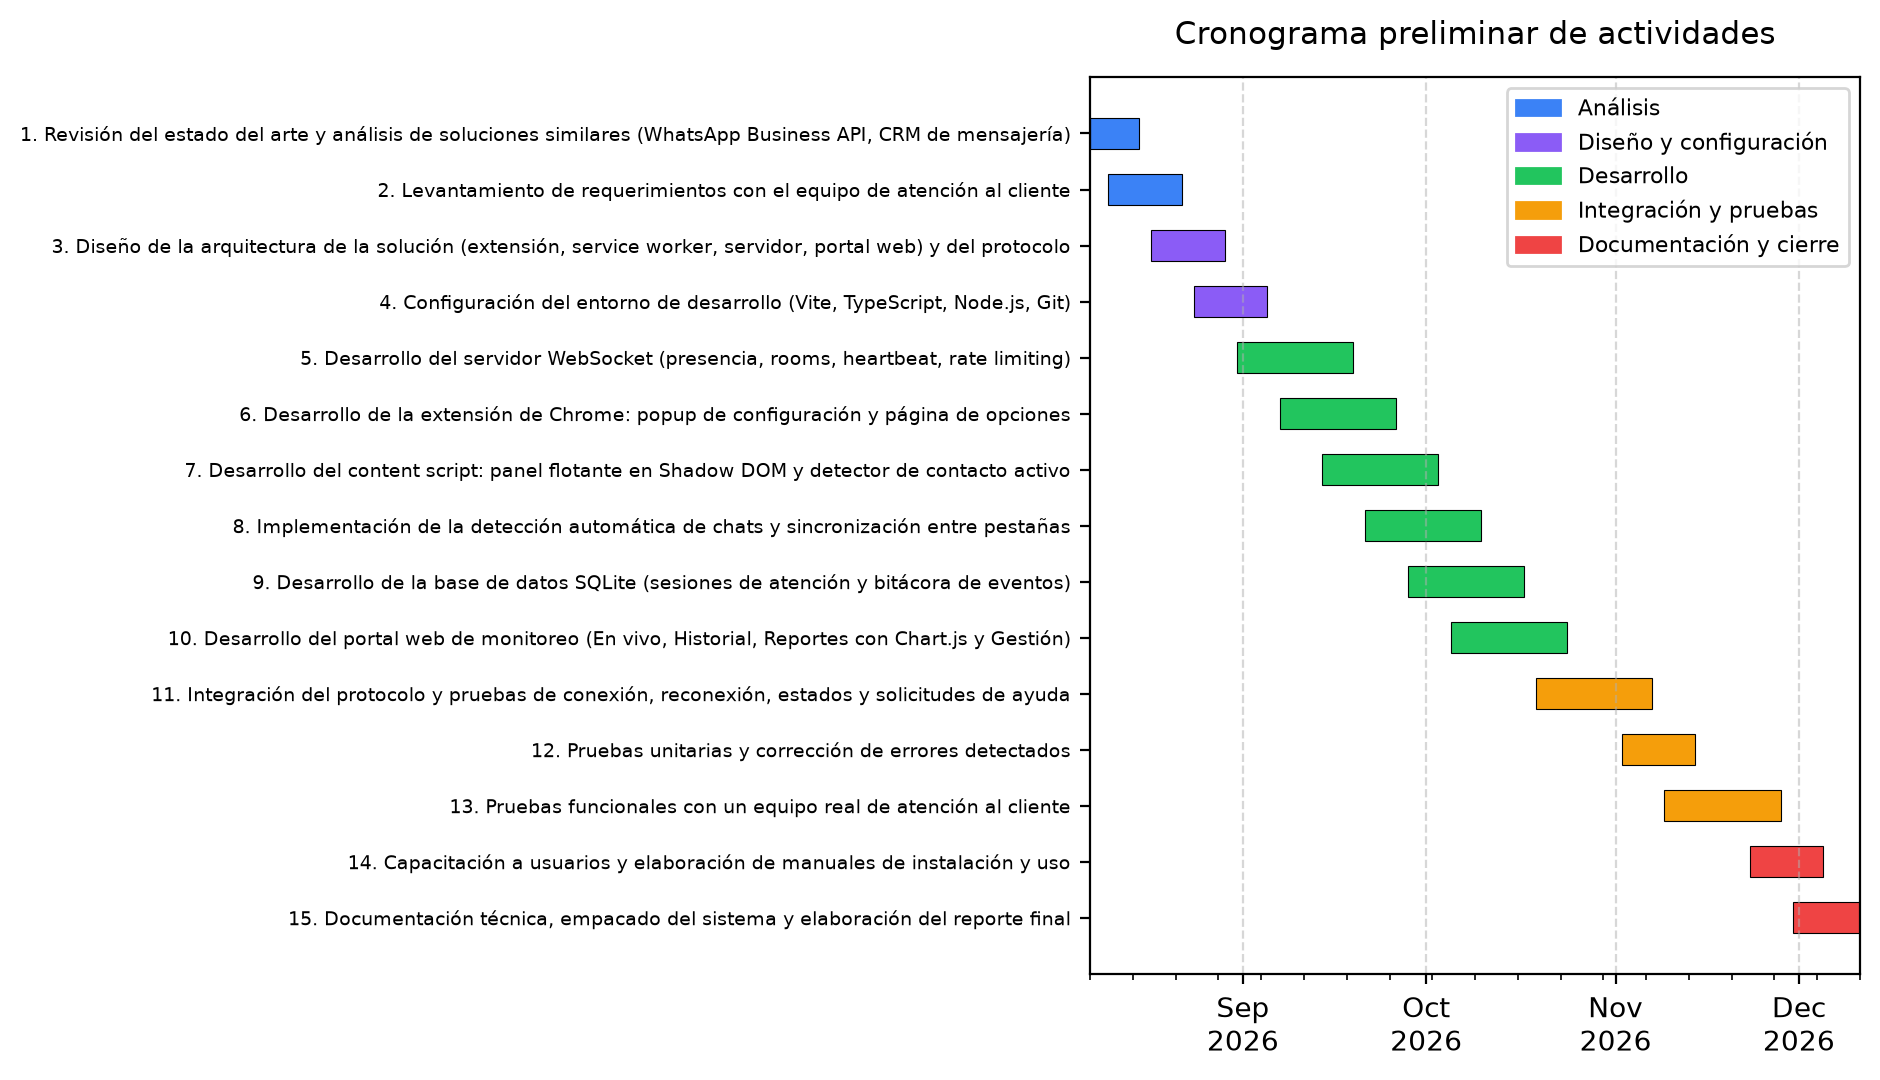 Cronograma preliminar de actividades
Análisis
Diseño y configuración
Desarrollo
Integración y pruebas
Documentación y cierre
1. Revisión del estado del arte y análisis de soluciones similares (WhatsApp Business API, CRM de mensajería)
2. Levantamiento de requerimientos con el equipo de atención al cliente
3. Diseño de la arquitectura de la solución (extensión, service worker, servidor, portal web) y del protocolo
4. Configuración del entorno de desarrollo (Vite, TypeScript, Node.js, Git)
5. Desarrollo del servidor WebSocket (presencia, rooms, heartbeat, rate limiting)
6. Desarrollo de la extensión de Chrome: popup de configuración y página de opciones
7. Desarrollo del content script: panel flotante en Shadow DOM y detector de contacto activo
8. Implementación de la detección automática de chats y sincronización entre pestañas
9. Desarrollo de la base de datos SQLite (sesiones de atención y bitácora de eventos)
10. Desarrollo del portal web de monitoreo (En vivo, Historial, Reportes con Chart.js y Gestión)
11. Integración del protocolo y pruebas de conexión, reconexión, estados y solicitudes de ayuda
12. Pruebas unitarias y corrección de errores detectados
13. Pruebas funcionales con un equipo real de atención al cliente
14. Capacitación a usuarios y elaboración de manuales de instalación y uso
15. Documentación técnica, empacado del sistema y elaboración del reporte final
Sep Oct Nov Dec
2026 2026 2026 2026